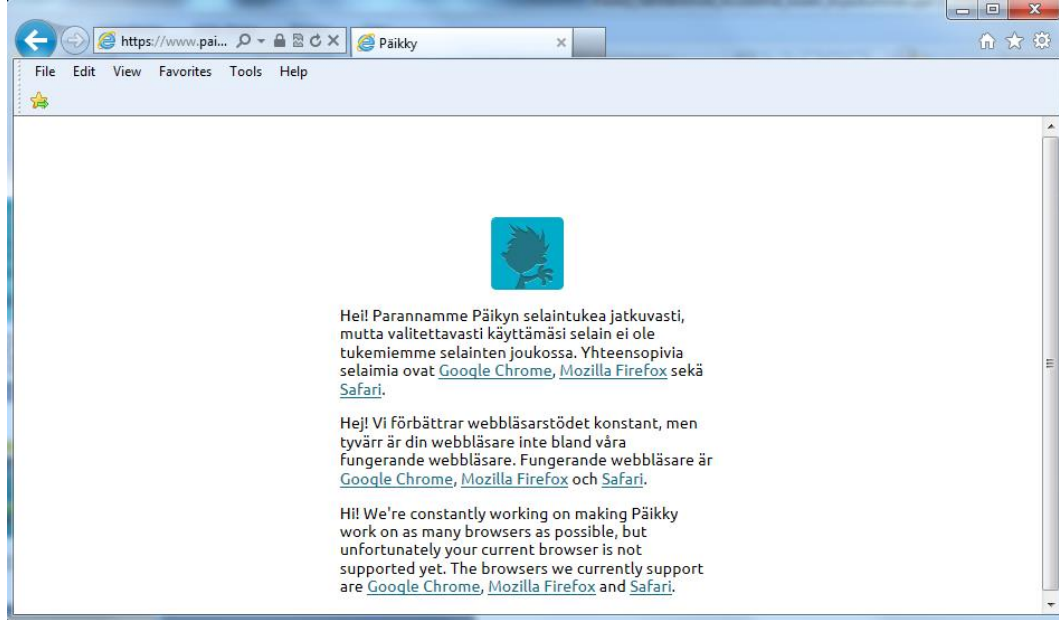 https://www.pai...
Päikky
File Edit View Favorites Tools Help
Hei! Parannamme Päikyn selaintukea jatkuvasti,
mutta valitettavasti käyttämäsi selain ei ole
tukemiemme selainten joukossa. Yhteensopivia
selaimia ovat Google Chrome, Mozilla Firefox sekä
Safari.
Hej! Vi förbättrar webbläsarstödet konstant, men
tyvärr är din webbläsare inte bland våra
fungerande webbläsare. Fungerande webbläsare är
Google Chrome, Mozilla Firefox och Safari.
Hi! We're constantly working on making Päikky
work on as many browsers as possible, but
unfortunately your current browser is not
supported yet. The browsers we currently support
are Google Chrome, Mozilla Firefox and Safari.